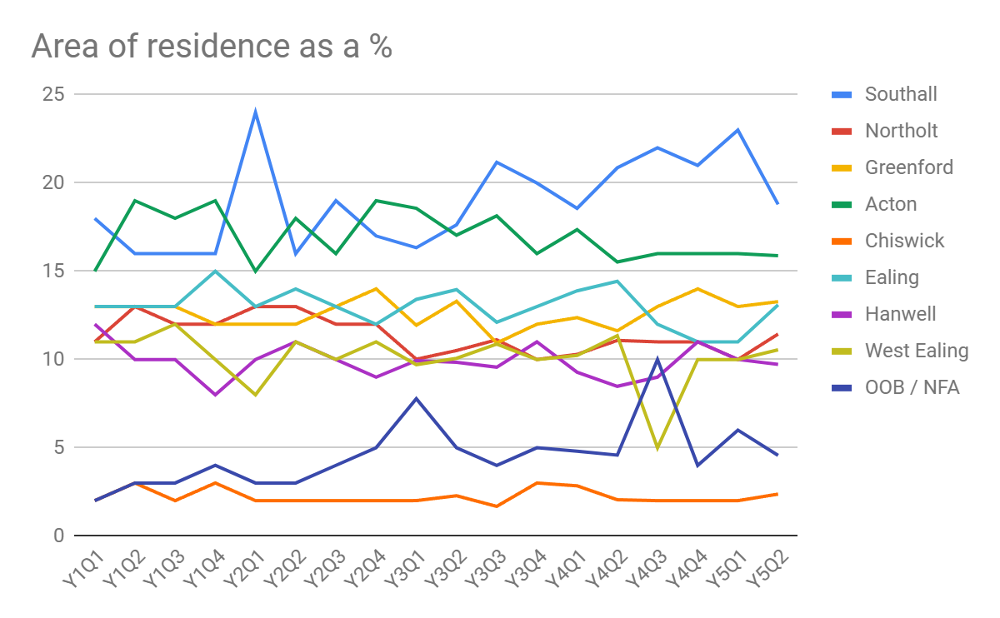 Area of residence as a %
25
20
15
10
5
0
Y1Q1
Y1Q2
Y1Q3
Y1Q4
Y2Q1
Y2Q2
Y2Q3
Y2Q4
Y3Q1
Y3Q2
Y3Q3
Y3Q4
Y4Q1
Y4Q2
Y4Q3
Y4Q4
Y5Q1
Y5Q2
Southall
Northolt
Greenford
Acton
Chiswick
Ealing
Hanwell
West Ealing
OOB / NFA